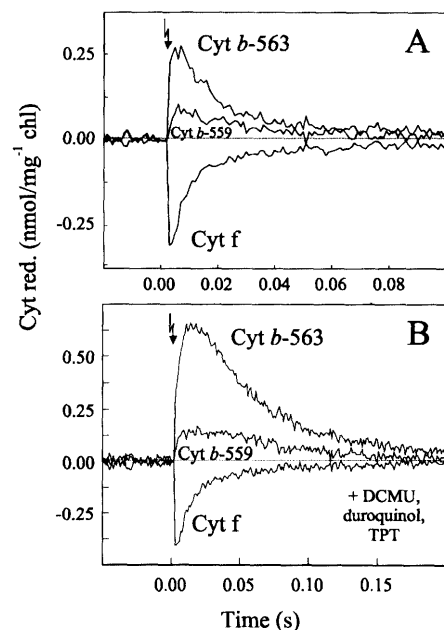 A
Cyt b-563
Cyt b-559
Cyt f
0.25
0.00
-0.25
0.00 0.02 0.04 0.06 0.08
Cyt red. (nmol/mg⁻¹ chl)
B
Cyt b-563
Cyt b-559
Cyt f
+ DCMU,
duroquinol,
TPT
0.50
0.25
0.00
-0.25
0.00 0.05 0.10 0.15
Time (s)